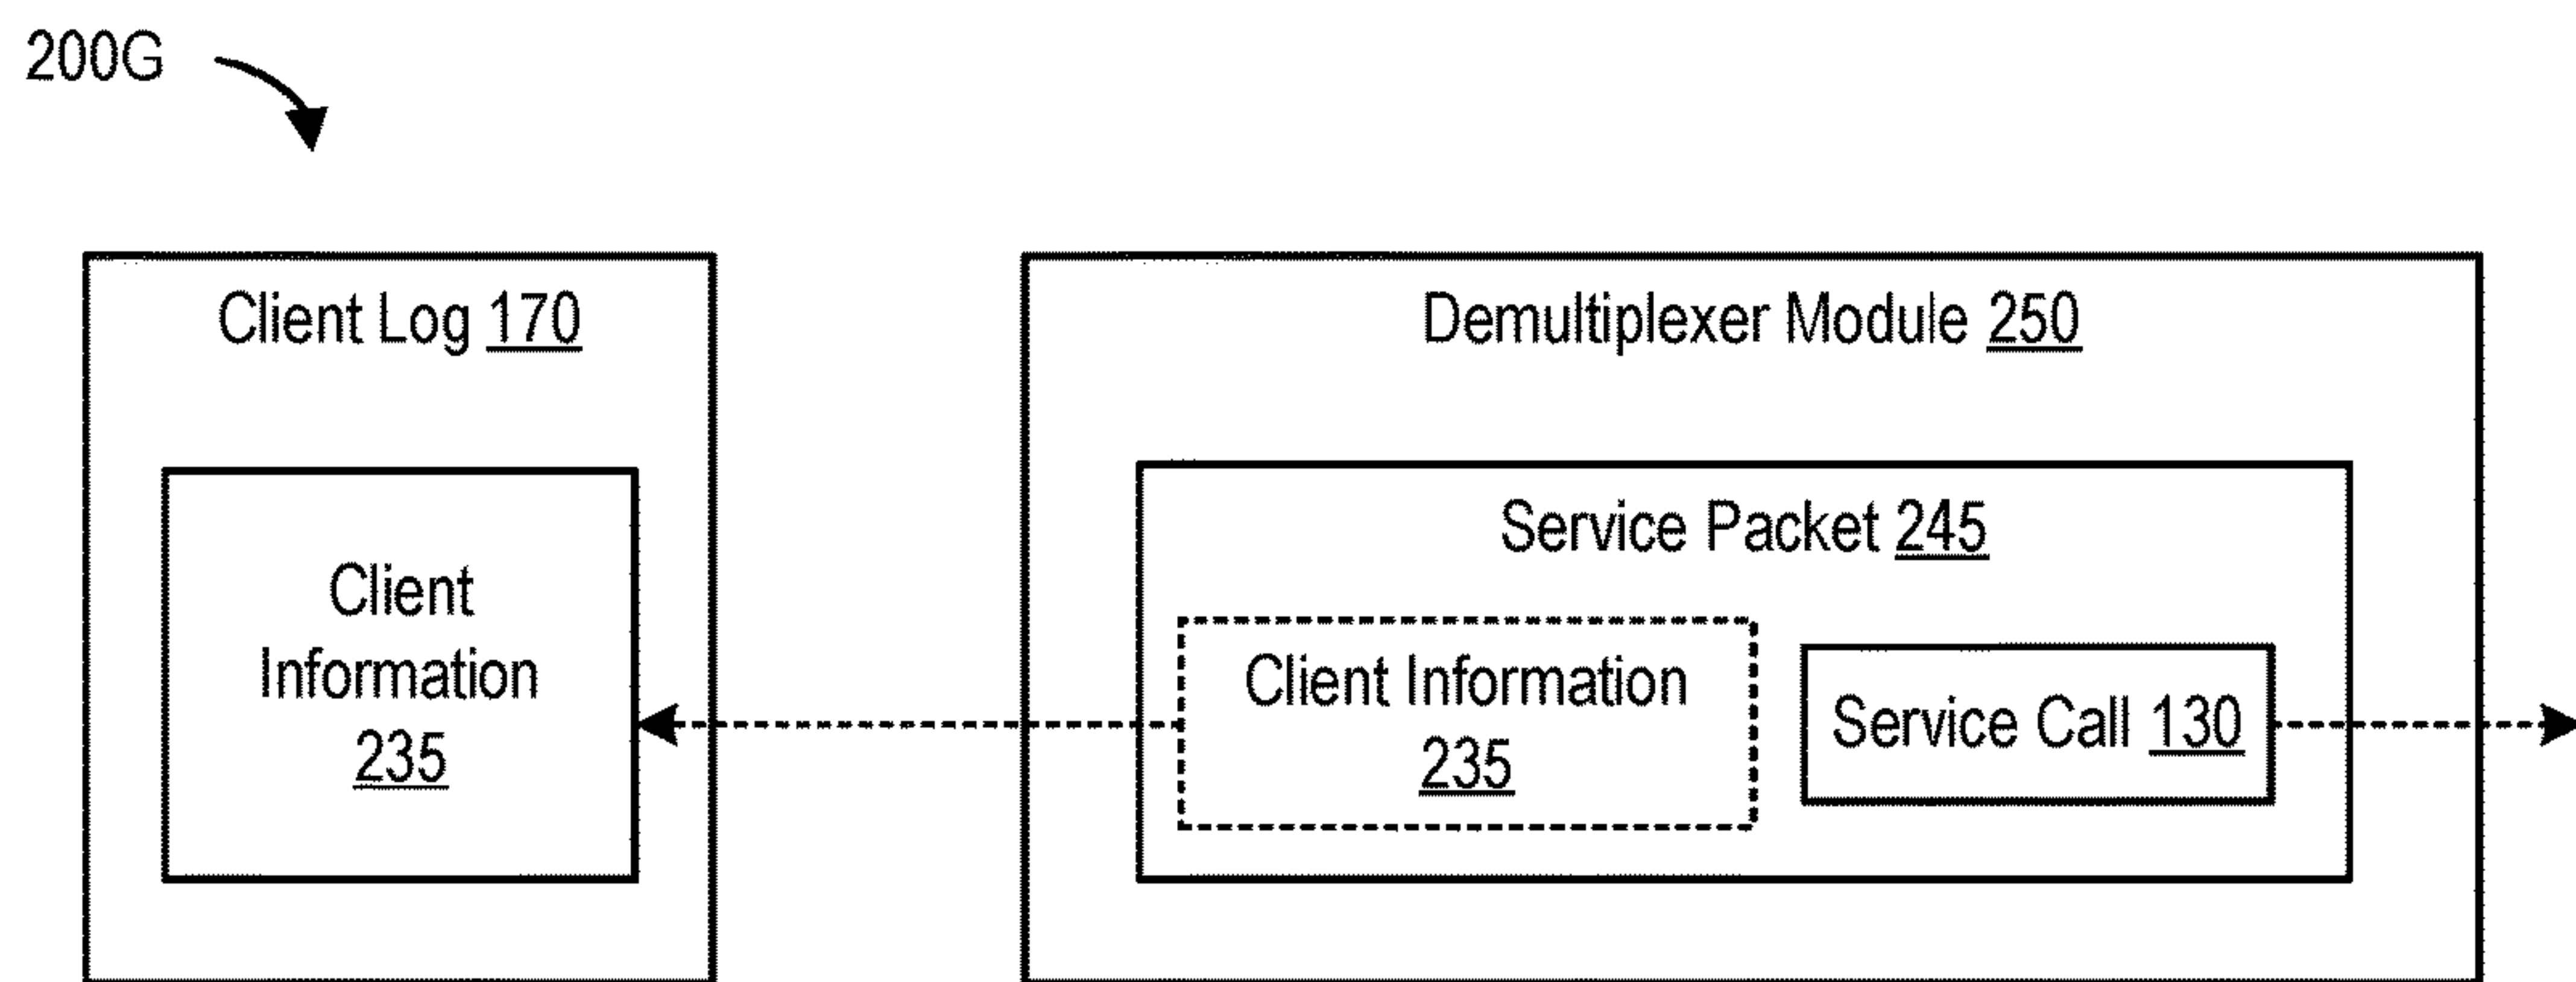 200G
Client Log 170
Client
Information
235
Demultiplexer Module 250
Service Packet 245
Client Information
235
Service Call 130